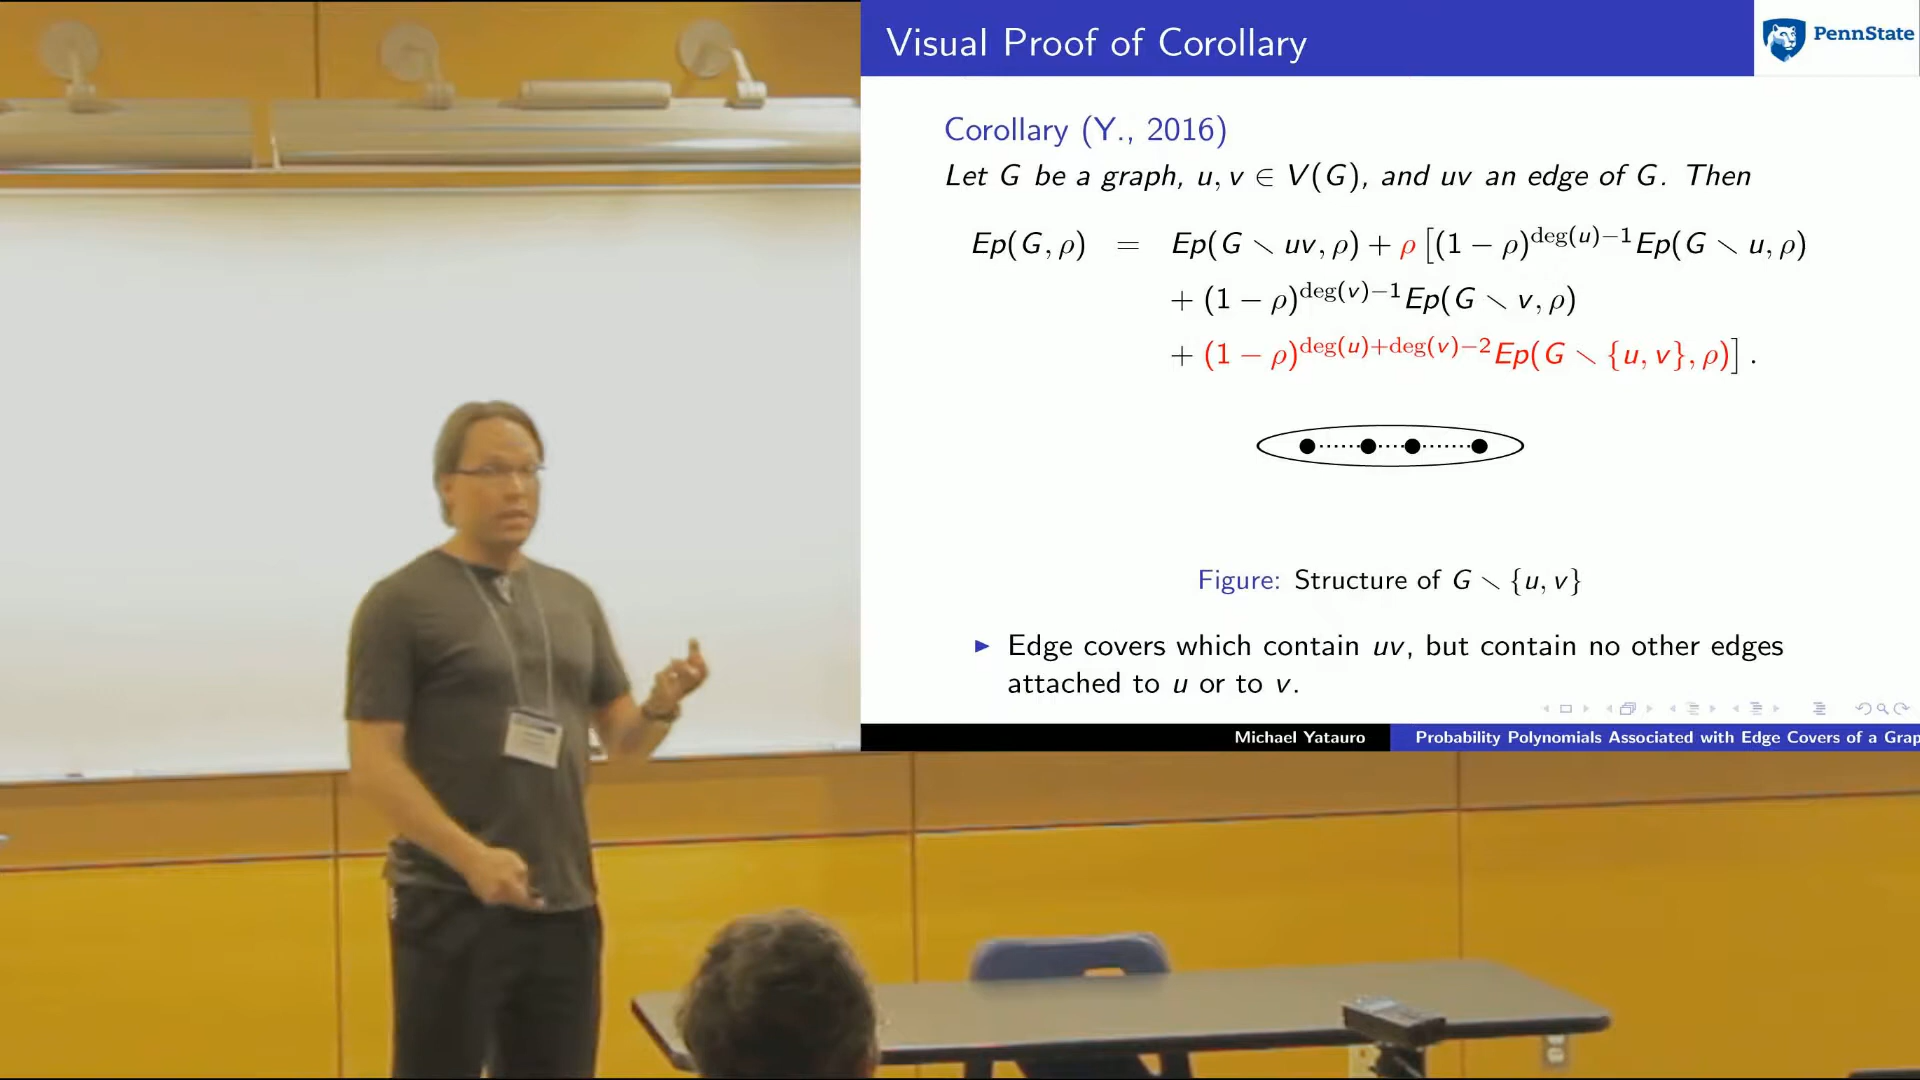 Visual Proof of Corollary
PennState
Corollary (Y., 2016)
Let G be a graph, u, v ∈ V(G), and uv an edge of G. Then
Ep(G, ρ) = Ep(G ∖ uv, ρ) + ρ [(1 − ρ)^{deg(u)−1}Ep(G ∖ u, ρ)
+ (1 − ρ)^{deg(v)−1}Ep(G ∖ v, ρ)
+ (1 − ρ)^{deg(u)+deg(v)−2}Ep(G ∖ {u, v}, ρ)] .
Figure: Structure of G ∖ {u, v}
Edge covers which contain uv, but contain no other edges
attached to u or to v.
Michael Yatauro
Probability Polynomials Associated with Edge Covers of a Grap